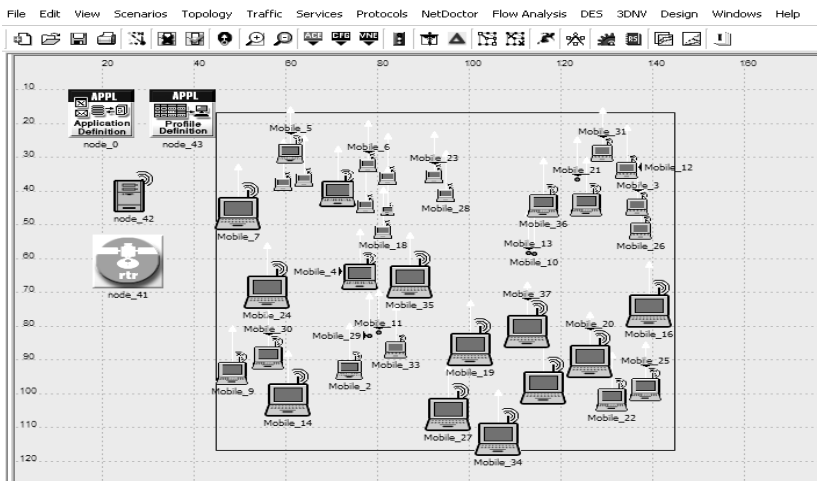 File Edit View Scenarios Topology Traffic Services Protocols NetDoctor Flow Analysis DES 3DNV Design Windows Help
ACE CFG VNE
20 40 60 80 100 120 140 160
10
20
30
40
50
60
70
80
90
100
110
120
APPL
Application
Definition
node_0
APPL
Profile
Definition
node_43
node_42
rtr
node_41
Mobile_5
Mobile_31
Mobile_6
Mobile_23
Mobile_21
Mobile_12
Mobile_3
Mobile_28
Mobile_7
Mobile_36
Mobile_18
Mobile_13
Mobile_26
Mobile_10
Mobile_4
Mobile_35
Mobile_24
Mobile_37
Mobile_30
Mobile_11
Mobile_20
Mobile_16
Mobile_29
Mobile_33
Mobile_19
Mobile_25
Mobile_9
Mobile_2
Mobile_14
Mobile_22
Mobile_27
Mobile_34